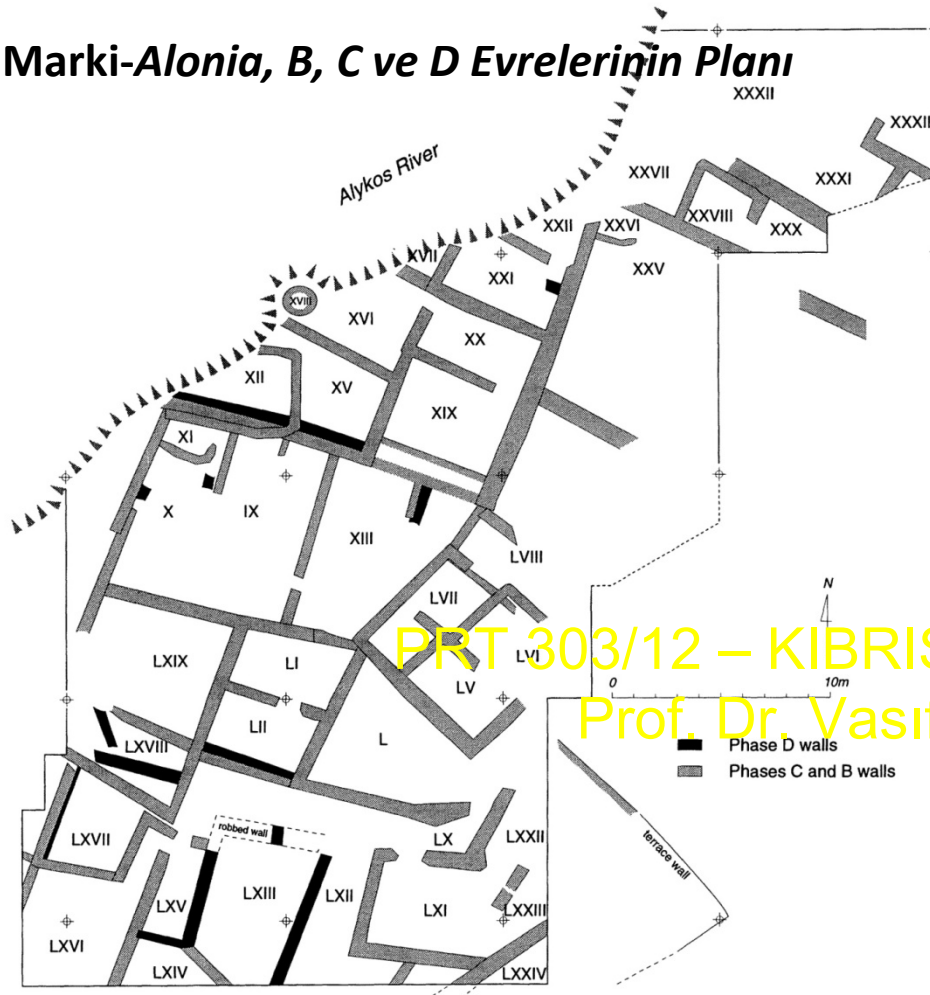 Marki-Alonia, B, C ve D Evrelerinin Planı
XXXII
XXXII
Alykos River
XXVII
XXXI
XXVIII
XXX
XXII
XXVI
XVII
XXV
XXI
XVIII
XVI
XX
XII
XV
XIX
XI
X
IX
XIII
LVIII
LVII
N
PRT 303/12 – KIBRIS
LXIX
LI
LVI
LV
0
10m
Prof. Dr. Vasıf
LII
L
LXVIII
Phase D walls
Phases C and B walls
robbed wall
LXVII
LX
LXXII
terrace wall
LXV
LXIII
LXII
LXI
LXXIII
LXVI
LXIV
LXXIV